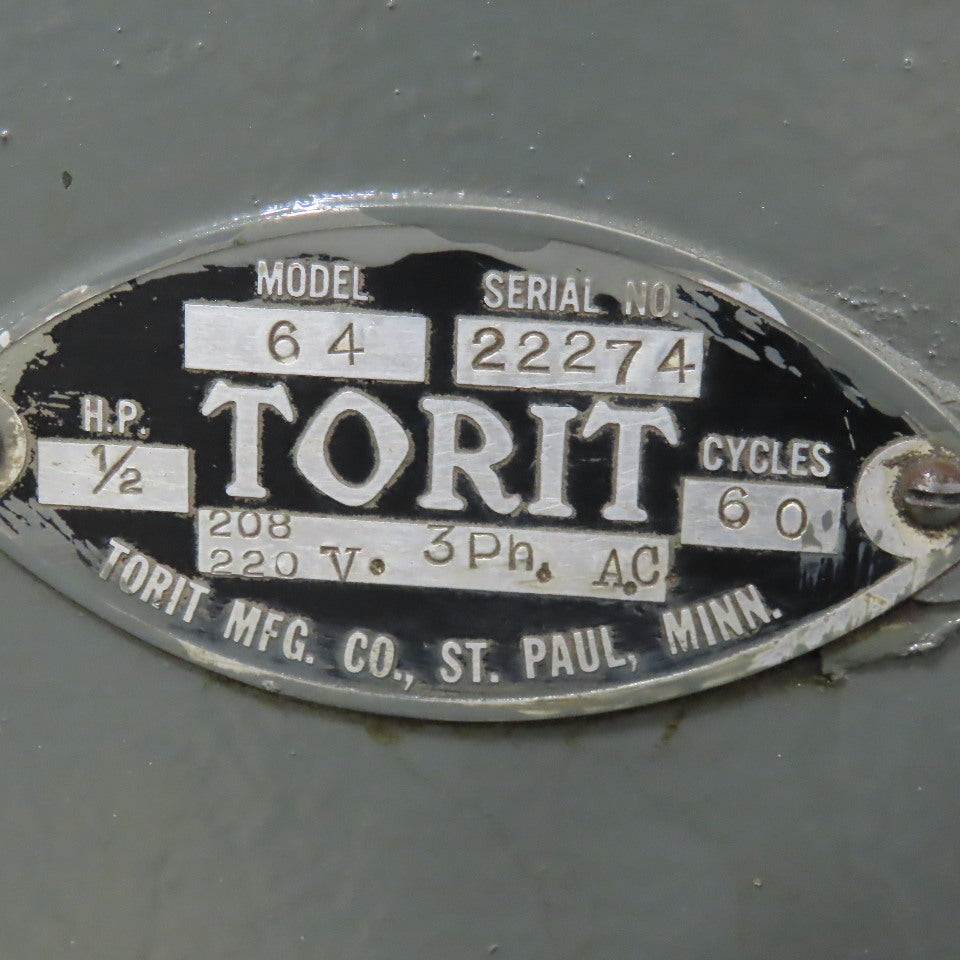 MODEL SERIAL NO.
64 22274
H.P. TORIT CYCLES
1/2 60
208
220 V. 3Ph. A.C.
TORIT MFG. CO., ST. PAUL, MINN.